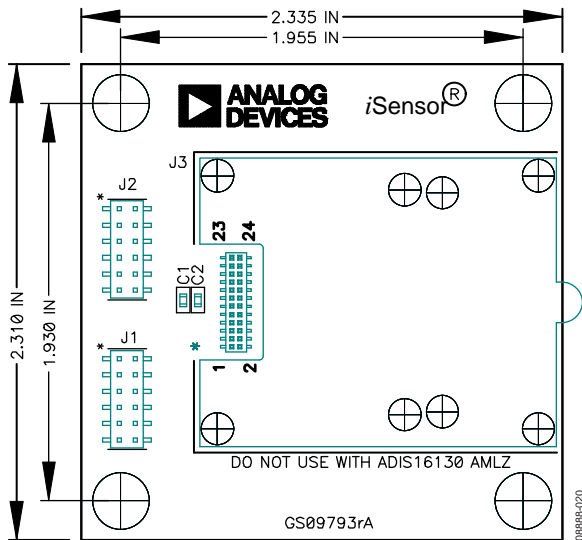 2.335 IN
1.955 IN
ANALOG
DEVICES
iSensor®
J3
J2
*
23 24
C1
C2
2.310 IN
1.930 IN
J1
*
*
1 2
DO NOT USE WITH ADIS16130 AMLZ
GS09793rA
08888-020